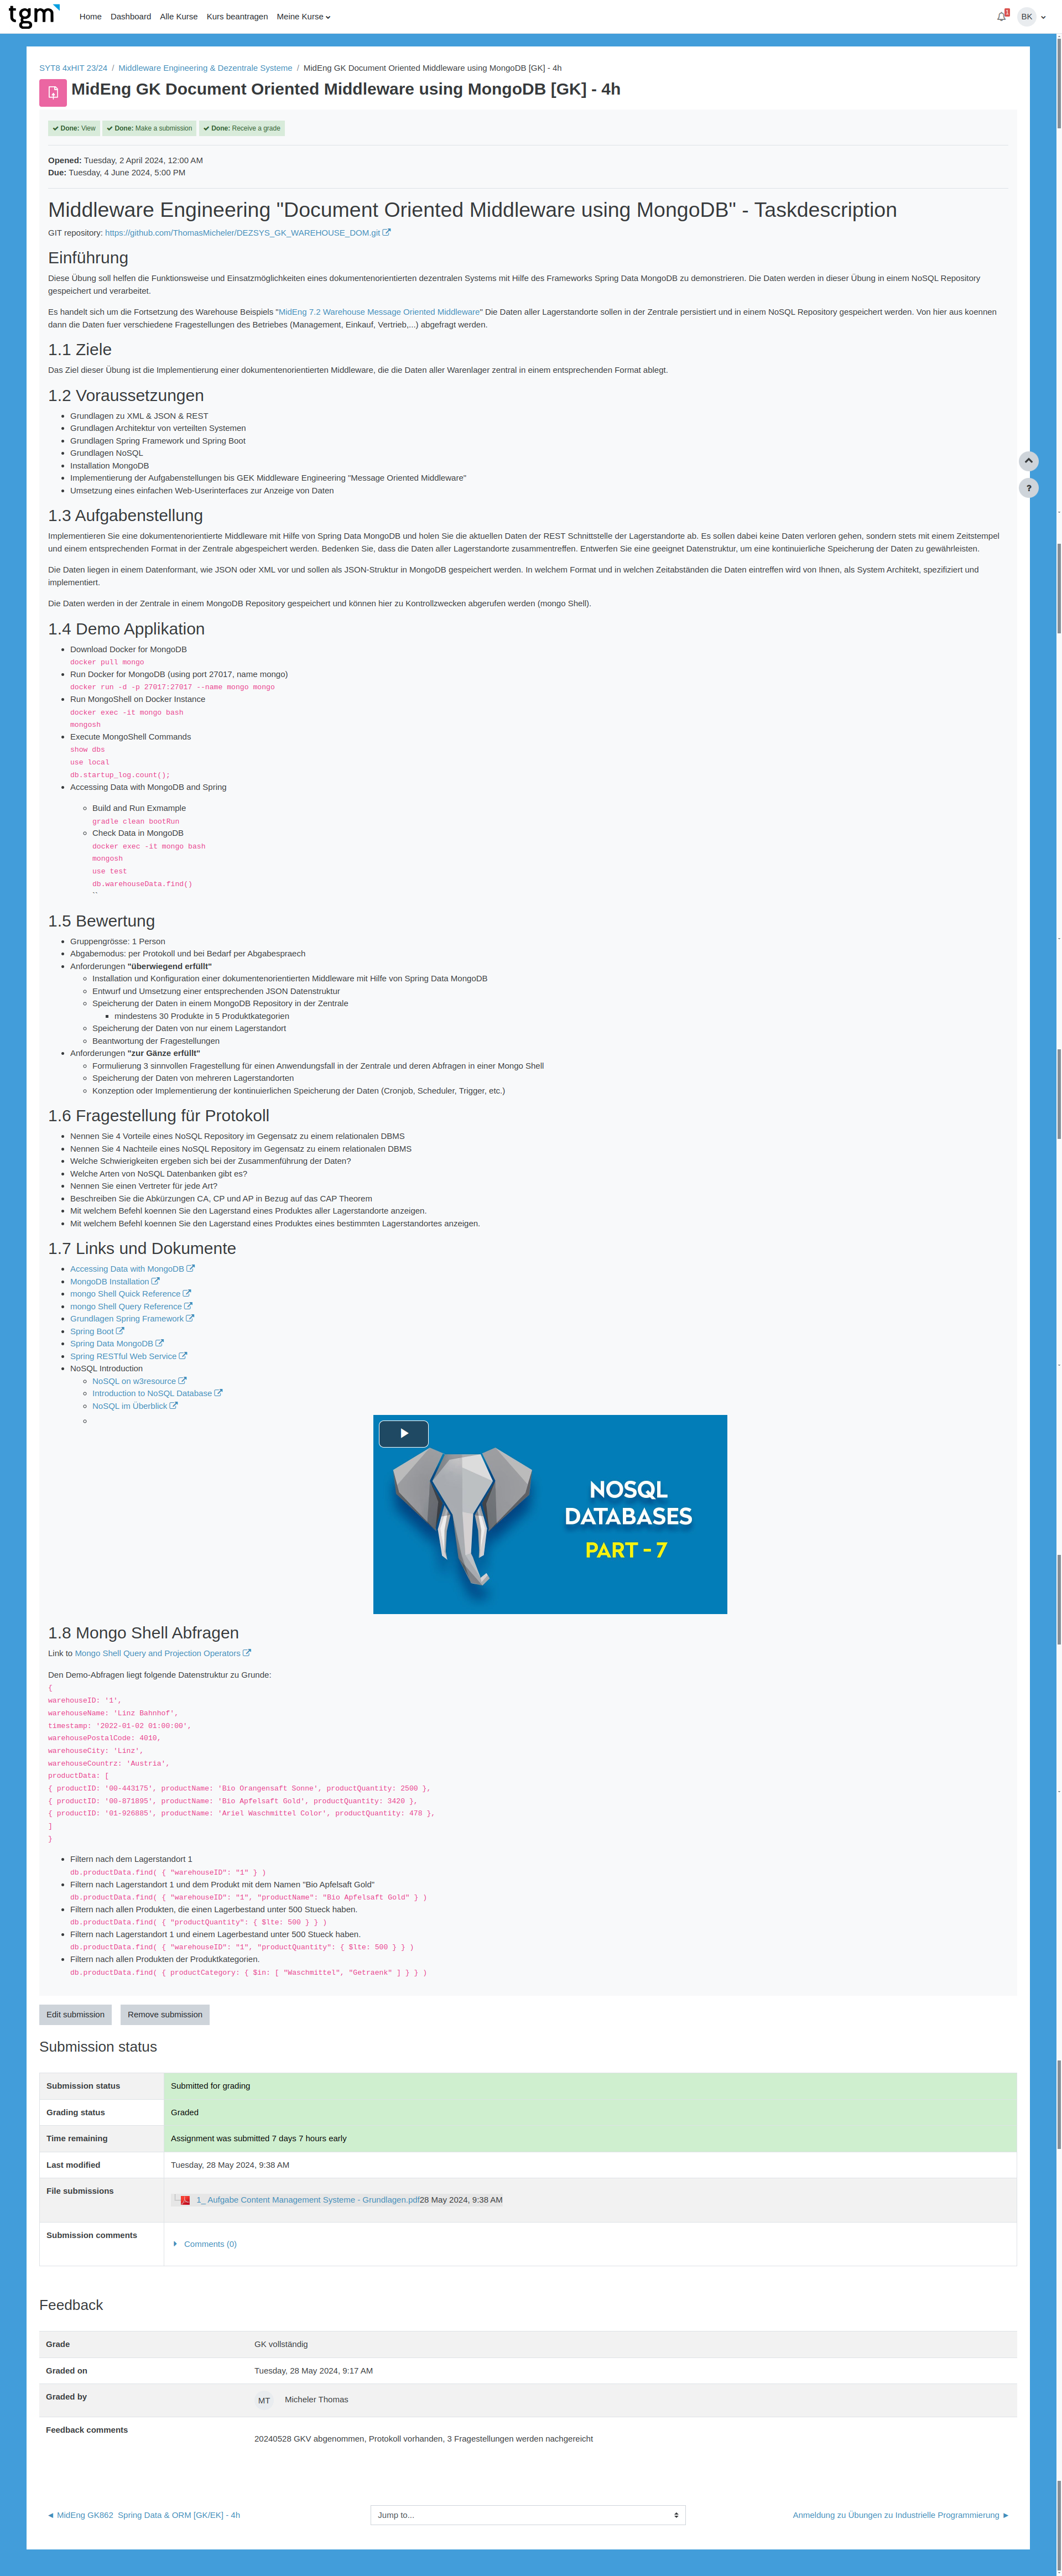 tgm
Home Dashboard Alle Kurse Kurs beantragen Meine Kurse
1
BK
SYT8 4xHIT 23/24 / Middleware Engineering & Dezentrale Systeme / MidEng GK Document Oriented Middleware using MongoDB [GK] - 4h
MidEng GK Document Oriented Middleware using MongoDB [GK] - 4h
Done: View Done: Make a submission Done: Receive a grade
Opened: Tuesday, 2 April 2024, 12:00 AM
Due: Tuesday, 4 June 2024, 5:00 PM
Middleware Engineering "Document Oriented Middleware using MongoDB" - Taskdescription
GIT repository: https://github.com/ThomasMicheler/DEZSYS_GK_WAREHOUSE_DOM.git
Einführung
Diese Übung soll helfen die Funktionsweise und Einsatzmöglichkeiten eines dokumentenorientierten dezentralen Systems mit Hilfe des Frameworks Spring Data MongoDB zu demonstrieren. Die Daten werden in dieser Übung in einem NoSQL Repository
gespeichert und verarbeitet.
Es handelt sich um die Fortsetzung des Warehouse Beispiels "MidEng 7.2 Warehouse Message Oriented Middleware" Die Daten aller Lagerstandorte sollen in der Zentrale persistiert und in einem NoSQL Repository gespeichert werden. Von hier aus koennen
dann die Daten fuer verschiedene Fragestellungen des Betriebes (Management, Einkauf, Vertrieb,...) abgefragt werden.
1.1 Ziele
Das Ziel dieser Übung ist die Implementierung einer dokumentenorientierten Middleware, die die Daten aller Warenlager zentral in einem entsprechenden Format ablegt.
1.2 Voraussetzungen
• Grundlagen zu XML & JSON & REST
• Grundlagen Architektur von verteilten Systemen
• Grundlagen Spring Framework und Spring Boot
• Grundlagen NoSQL
• Installation MongoDB
• Implementierung der Aufgabenstellungen bis GEK Middleware Engineering "Message Oriented Middleware"
• Umsetzung eines einfachen Web-Userinterfaces zur Anzeige von Daten
?
1.3 Aufgabenstellung
Implementieren Sie eine dokumentenorientierte Middleware mit Hilfe von Spring Data MongoDB und holen Sie die aktuellen Daten der REST Schnittstelle der Lagerstandorte ab. Es sollen dabei keine Daten verloren gehen, sondern stets mit einem Zeitstempel
und einem entsprechenden Format in der Zentrale abgespeichert werden. Bedenken Sie, dass die Daten aller Lagerstandorte zusammentreffen. Entwerfen Sie eine geeignet Datenstruktur, um eine kontinuierliche Speicherung der Daten zu gewährleisten.
Die Daten liegen in einem Datenformant, wie JSON oder XML vor und sollen als JSON-Struktur in MongoDB gespeichert werden. In welchem Format und in welchen Zeitabständen die Daten eintreffen wird von Ihnen, als System Architekt, spezifiziert und
implementiert.
Die Daten werden in der Zentrale in einem MongoDB Repository gespeichert und können hier zu Kontrollzwecken abgerufen werden (mongo Shell).
1.4 Demo Applikation
• Download Docker for MongoDB
docker pull mongo
• Run Docker for MongoDB (using port 27017, name mongo)
docker run -d -p 27017:27017 --name mongo mongo
• Run MongoShell on Docker Instance
docker exec -it mongo bash
mongosh
• Execute MongoShell Commands
show dbs
use local
db.startup_log.count();
• Accessing Data with MongoDB and Spring
◦ Build and Run Exmample
gradle clean bootRun
◦ Check Data in MongoDB
docker exec -it mongo bash
mongosh
use test
db.warehouseData.find()
1.5 Bewertung
• Gruppengrösse: 1 Person
• Abgabemodus: per Protokoll und bei Bedarf per Abgabespraech
• Anforderungen "überwiegend erfüllt"
◦ Installation und Konfiguration einer dokumentenorientierten Middleware mit Hilfe von Spring Data MongoDB
◦ Entwurf und Umsetzung einer entsprechenden JSON Datenstruktur
◦ Speicherung der Daten in einem MongoDB Repository in der Zentrale
▪ mindestens 30 Produkte in 5 Produktkategorien
◦ Speicherung der Daten von nur einem Lagerstandort
◦ Beantwortung der Fragestellungen
• Anforderungen "zur Gänze erfüllt"
◦ Formulierung 3 sinnvollen Fragestellung für einen Anwendungsfall in der Zentrale und deren Abfragen in einer Mongo Shell
◦ Speicherung der Daten von mehreren Lagerstandorten
◦ Konzeption oder Implementierung der kontinuierlichen Speicherung der Daten (Cronjob, Scheduler, Trigger, etc.)
1.6 Fragestellung für Protokoll
• Nennen Sie 4 Vorteile eines NoSQL Repository im Gegensatz zu einem relationalen DBMS
• Nennen Sie 4 Nachteile eines NoSQL Repository im Gegensatz zu einem relationalen DBMS
• Welche Schwierigkeiten ergeben sich bei der Zusammenführung der Daten?
• Welche Arten von NoSQL Datenbanken gibt es?
• Nennen Sie einen Vertreter für jede Art?
• Beschreiben Sie die Abkürzungen CA, CP und AP in Bezug auf das CAP Theorem
• Mit welchem Befehl koennen Sie den Lagerstand eines Produktes aller Lagerstandorte anzeigen.
• Mit welchem Befehl koennen Sie den Lagerstand eines Produktes eines bestimmten Lagerstandortes anzeigen.
1.7 Links und Dokumente
• Accessing Data with MongoDB
• MongoDB Installation
• mongo Shell Quick Reference
• mongo Shell Query Reference
• Grundlagen Spring Framework
• Spring Boot
• Spring Data MongoDB
• Spring RESTful Web Service
• NoSQL Introduction
◦ NoSQL on w3resource
◦ Introduction to NoSQL Database
◦ NoSQL im Überblick
NOSQL
DATABASES
PART - 7
1.8 Mongo Shell Abfragen
Link to Mongo Shell Query and Projection Operators
Den Demo-Abfragen liegt folgende Datenstruktur zu Grunde:
{
warehouseID: '1',
warehouseName: 'Linz Bahnhof',
timestamp: '2022-01-02 01:00:00',
warehousePostalCode: 4010,
warehouseCity: 'Linz',
warehouseCountrz: 'Austria',
productData: [
{ productID: '00-443175', productName: 'Bio Orangensaft Sonne', productQuantity: 2500 },
{ productID: '00-871895', productName: 'Bio Apfelsaft Gold', productQuantity: 3420 },
{ productID: '01-926885', productName: 'Ariel Waschmittel Color', productQuantity: 478 },
]
}
• Filtern nach dem Lagerstandort 1
db.productData.find( { "warehouseID": "1" } )
• Filtern nach Lagerstandort 1 und dem Produkt mit dem Namen "Bio Apfelsaft Gold"
db.productData.find( { "warehouseID": "1", "productName": "Bio Apfelsaft Gold" } )
• Filtern nach allen Produkten, die einen Lagerbestand unter 500 Stueck haben.
db.productData.find( { "productQuantity": { $lte: 500 } } )
• Filtern nach Lagerstandort 1 und einem Lagerbestand unter 500 Stueck haben.
db.productData.find( { "warehouseID": "1", "productQuantity": { $lte: 500 } } )
• Filtern nach allen Produkten der Produktkategorien.
db.productData.find( { productCategory: { $in: [ "Waschmittel", "Getraenk" ] } } )
Edit submission Remove submission
Submission status
Submission status Submitted for grading
Grading status Graded
Time remaining Assignment was submitted 7 days 7 hours early
Last modified Tuesday, 28 May 2024, 9:38 AM
File submissions 1_ Aufgabe Content Management Systeme - Grundlagen.pdf28 May 2024, 9:38 AM
Submission comments Comments (0)
Feedback
Grade GK vollständig
Graded on Tuesday, 28 May 2024, 9:17 AM
Graded by MT Micheler Thomas
Feedback comments 20240528 GKV abgenommen, Protokoll vorhanden, 3 Fragestellungen werden nachgereicht
◄ MidEng GK862 Spring Data & ORM [GK/EK] - 4h Jump to... Anmeldung zu Übungen zu Industrielle Programmierung ►